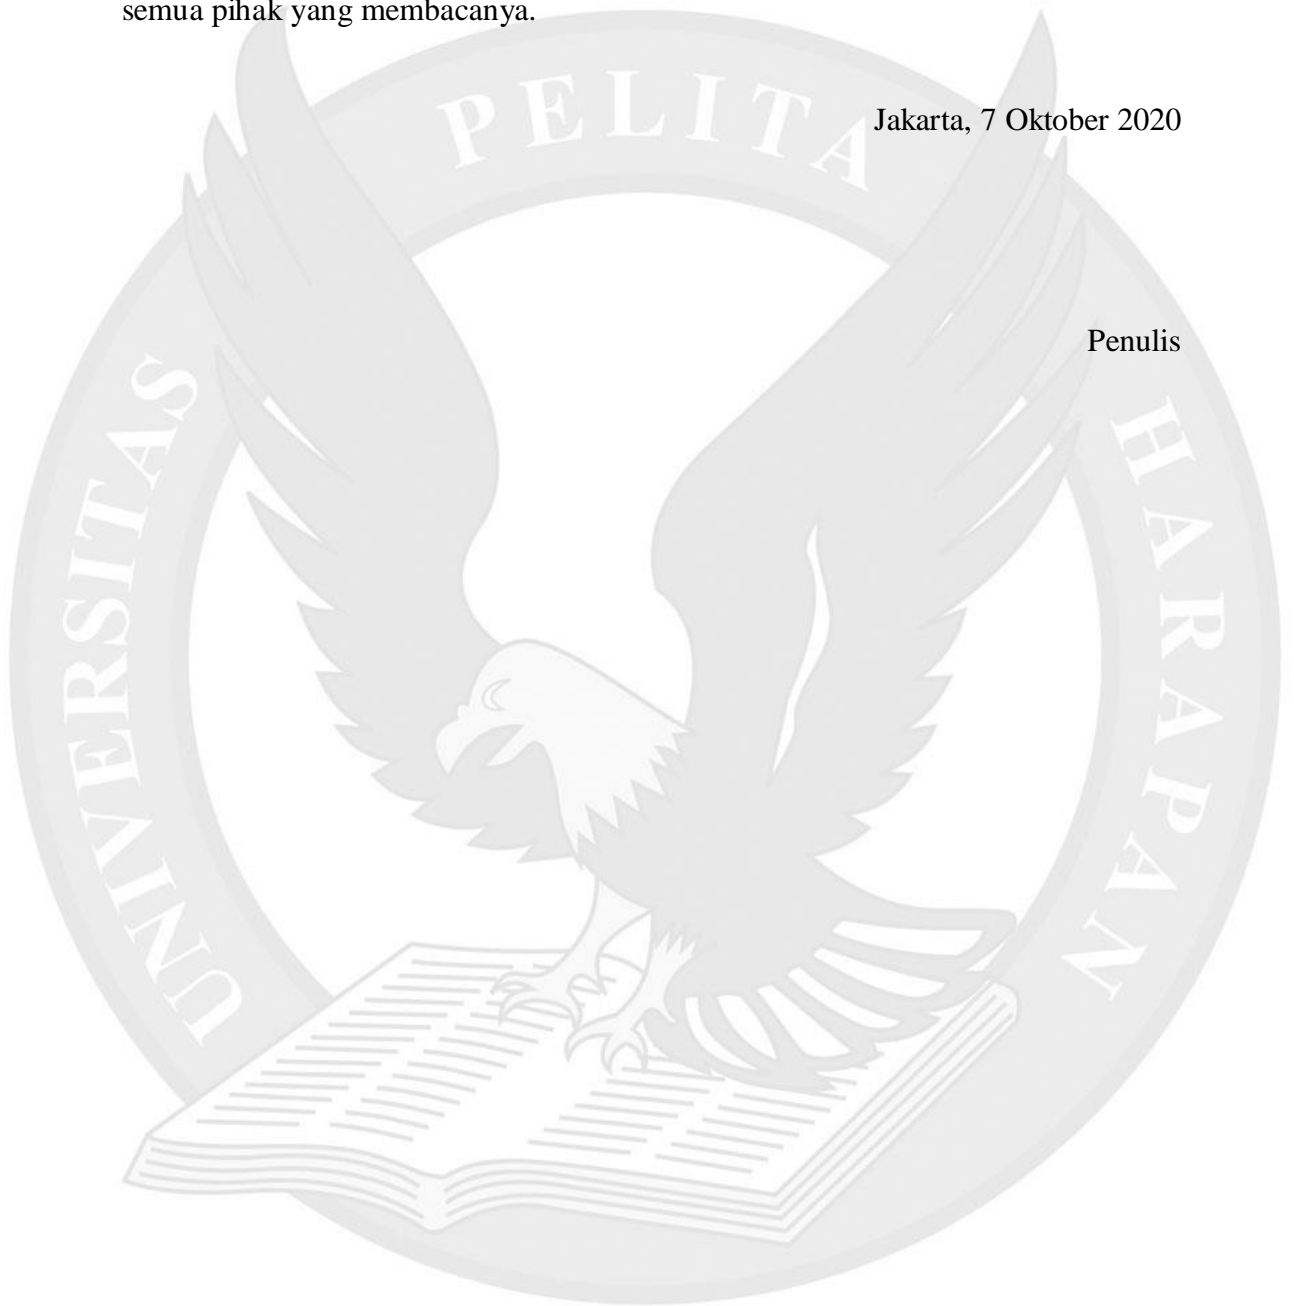 semua pihak yang membacanya.
Jakarta, 7 Oktober 2020
Penulis
UNIVERSITAS PELITA HARAPAN